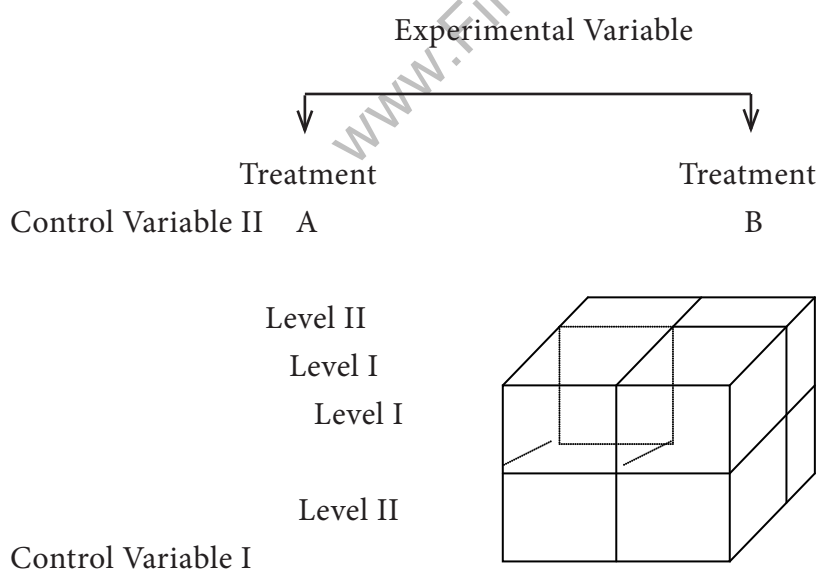 Experimental Variable
Treatment Treatment
Control Variable II A B
Level II
Level I
Level I
Level II
Control Variable I